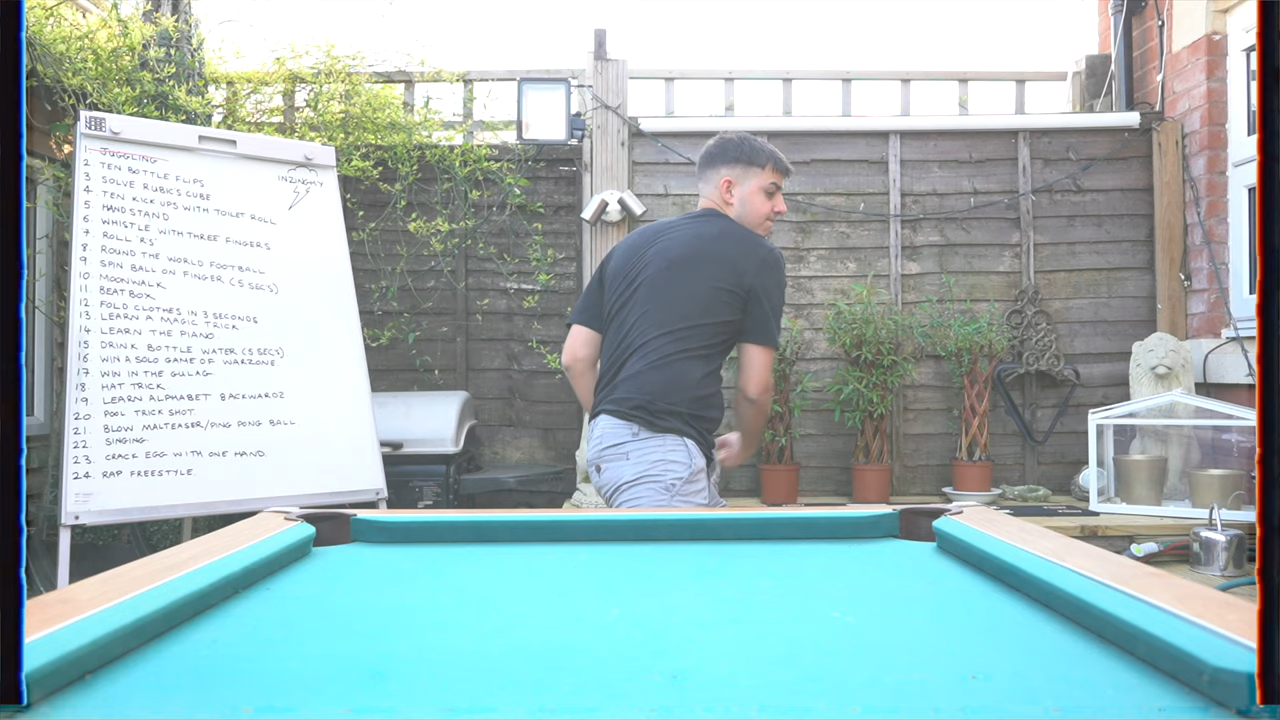 1. JUGGLING
2. TEN BOTTLE FLIPS
3. SOLVE RUBIK'S CUBE
4. TEN KICK UPS WITH TOILET ROLL
5. HANDSTAND
6. WHISTLE WITH THREE FINGERS
7. ROLL 'R'S'
8. ROUND THE WORLD FOOTBALL
9. SPIN BALL ON FINGER (5 SEC'S)
10. MOONWALK
11. BEATBOX
12. FOLD CLOTHES IN 3 SECONDS
13. LEARN A MAGIC TRICK
14. LEARN THE PIANO
15. DRINK BOTTLE WATER (5 SEC'S)
16. WIN A SOLO GAME OF WARZONE
17. WIN IN THE GULAG
18. HAT TRICK
19. LEARN ALPHABET BACKWARDZ
20. POOL TRICK SHOT
21. BLOW MALTEASER/PING PONG BALL
22. SINGING
23. CRACK EGG WITH ONE HAND.
24. RAP FREESTYLE.
INZINGHY